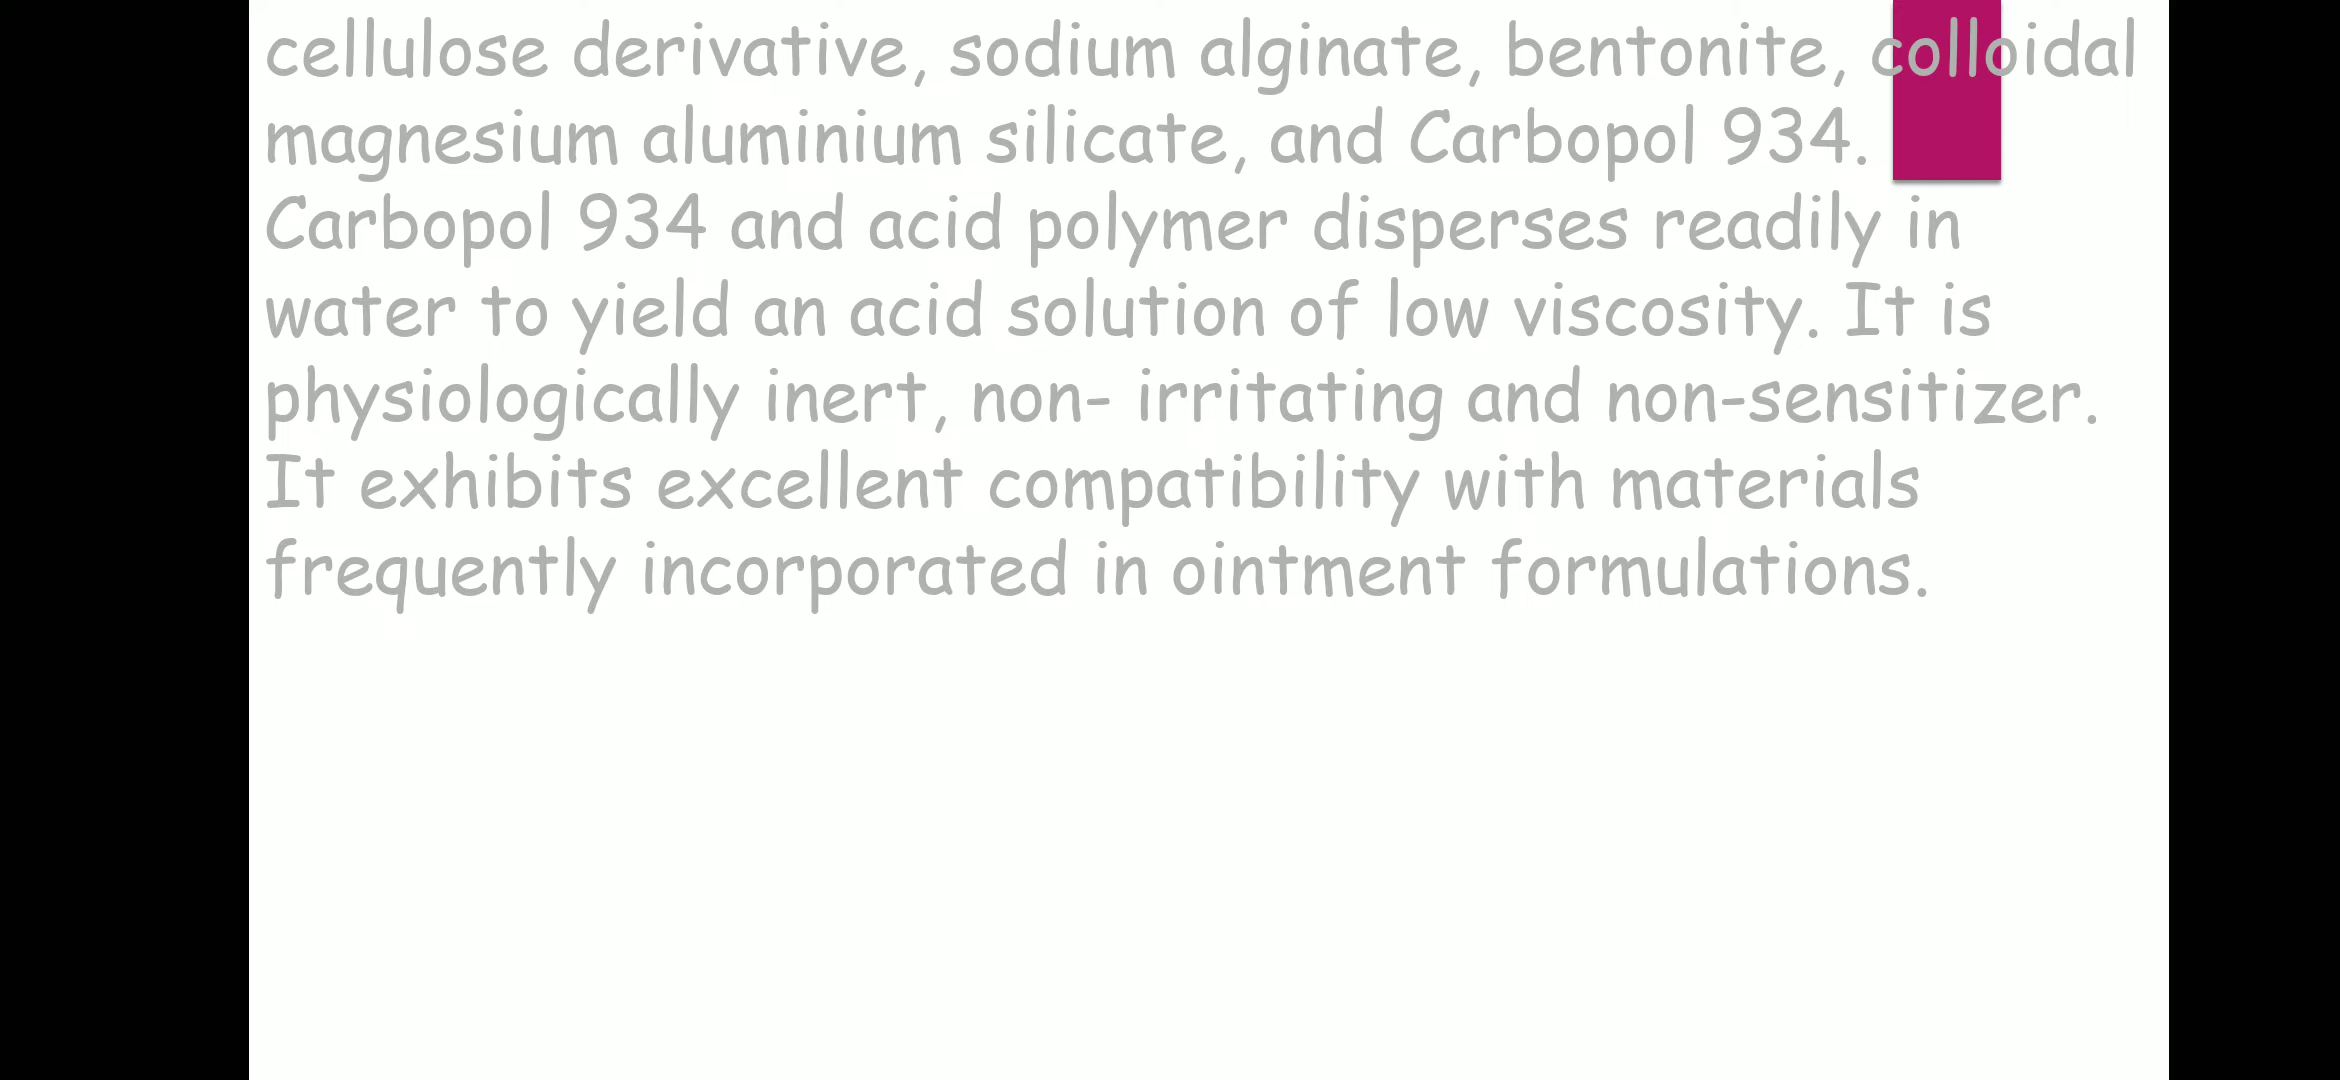 cellulose derivative, sodium alginate, bentonite, colloidal
magnesium aluminium silicate, and Carbopol 934.
Carbopol 934 and acid polymer disperses readily in
water to yield an acid solution of low viscosity. It is
physiologically inert, non- irritating and non-sensitizer.
It exhibits excellent compatibility with materials
frequently incorporated in ointment formulations.